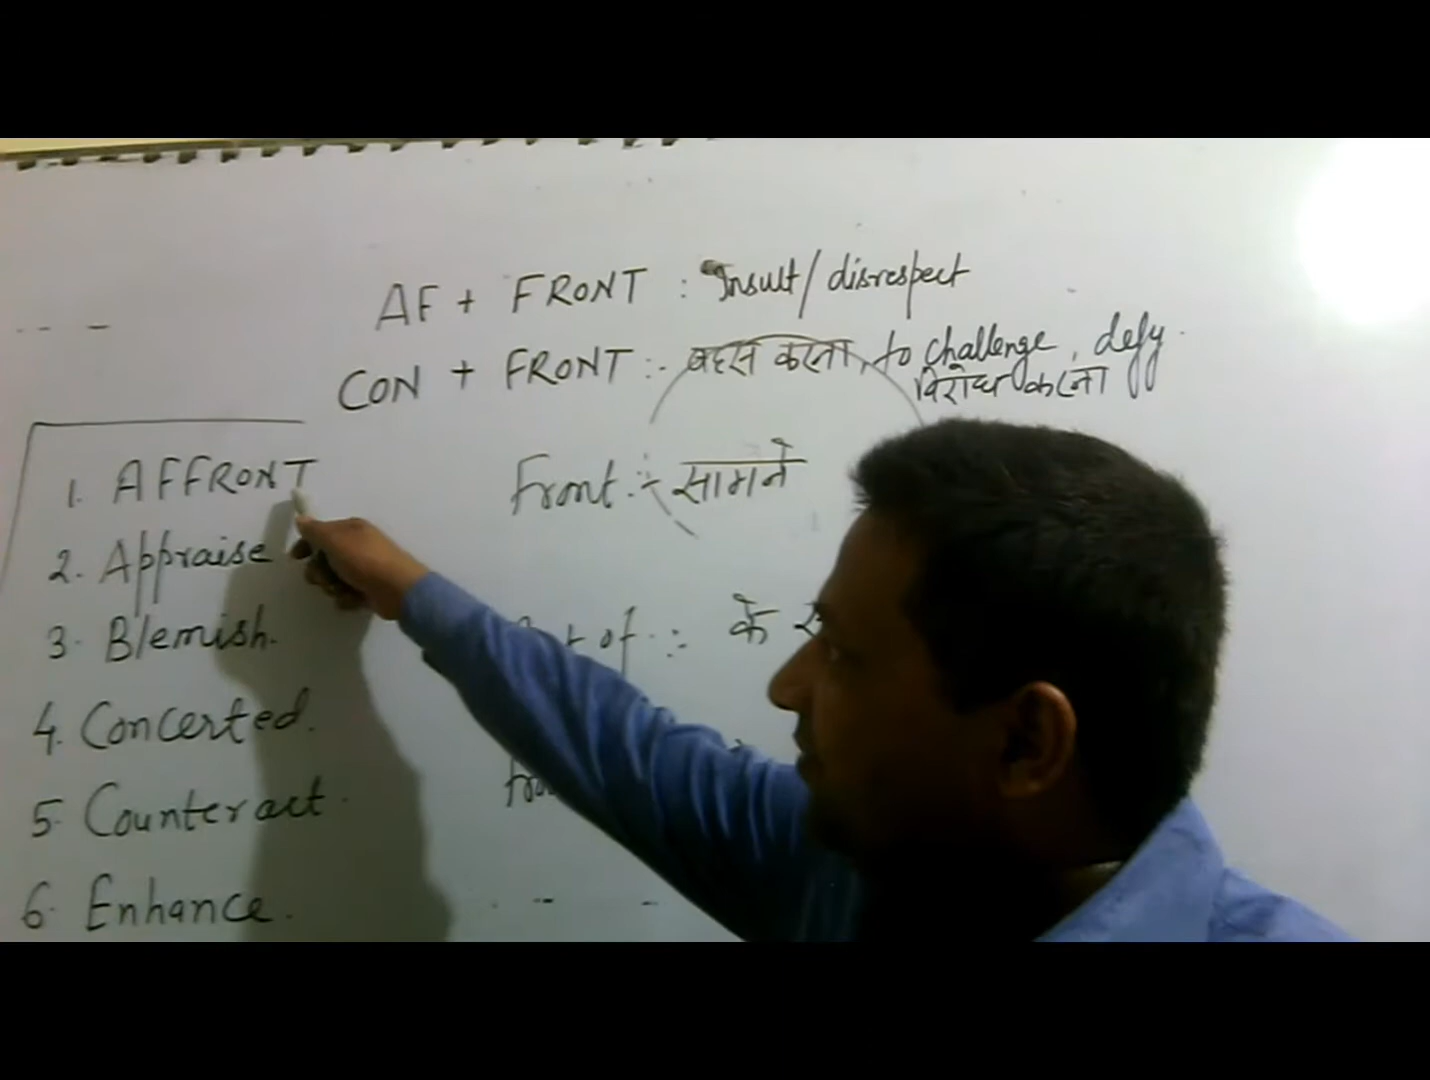 AF + FRONT : Insult/disrespect
CON + FRONT :- बहस करना, to challenge, defy.
विरोध करना
1. AFFRONT
Front :- सामने
2. Appraise
3. Blemish.
of :- के
4. Concerted.
5. Counteract.
6. Enhance.